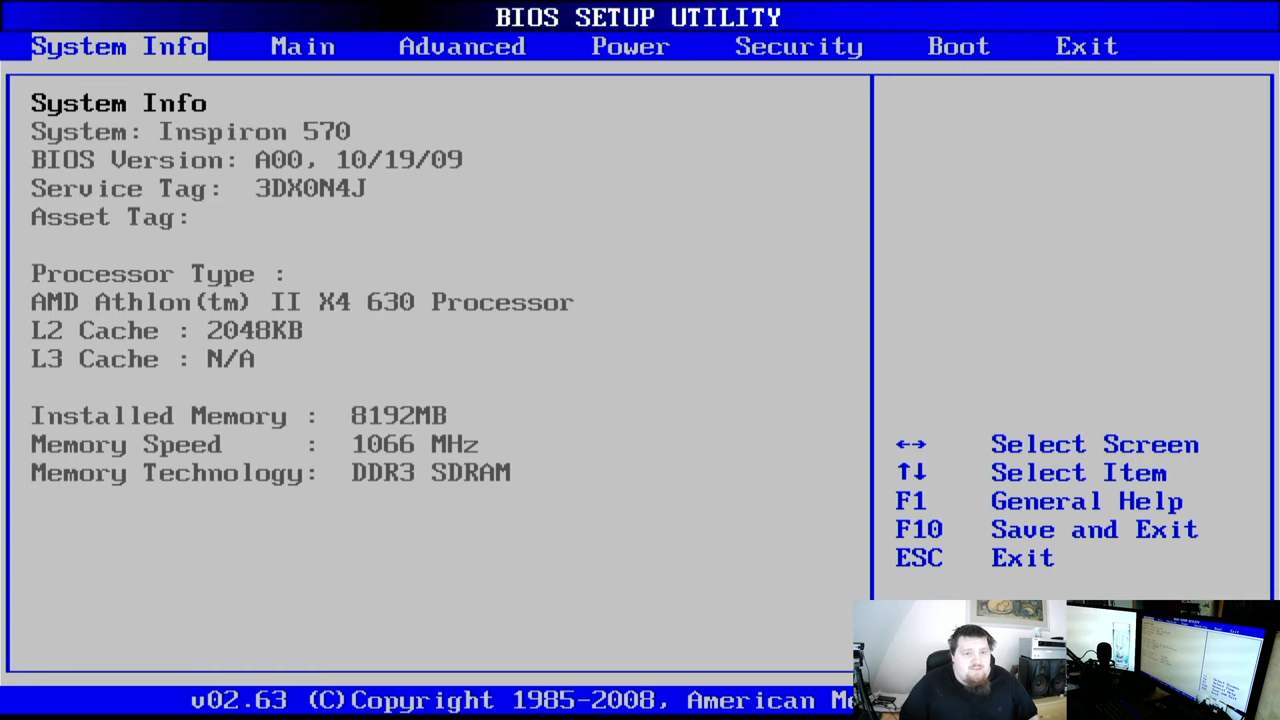 BIOS SETUP UTILITY
System Info Main Advanced Power Security Boot Exit
System Info
System: Inspiron 570
BIOS Version: A00, 10/19/09
Service Tag: 3DX0N4J
Asset Tag:
Processor Type :
AMD Athlon(tm) II X4 630 Processor
L2 Cache : 2048KB
L3 Cache : N/A
Installed Memory : 8192MB
Memory Speed : 1066 MHz
Memory Technology: DDR3 SDRAM
←→ Select Screen
↑↓ Select Item
F1 General Help
F10 Save and Exit
ESC Exit
v02.63 (C)Copyright 1985-2008, American